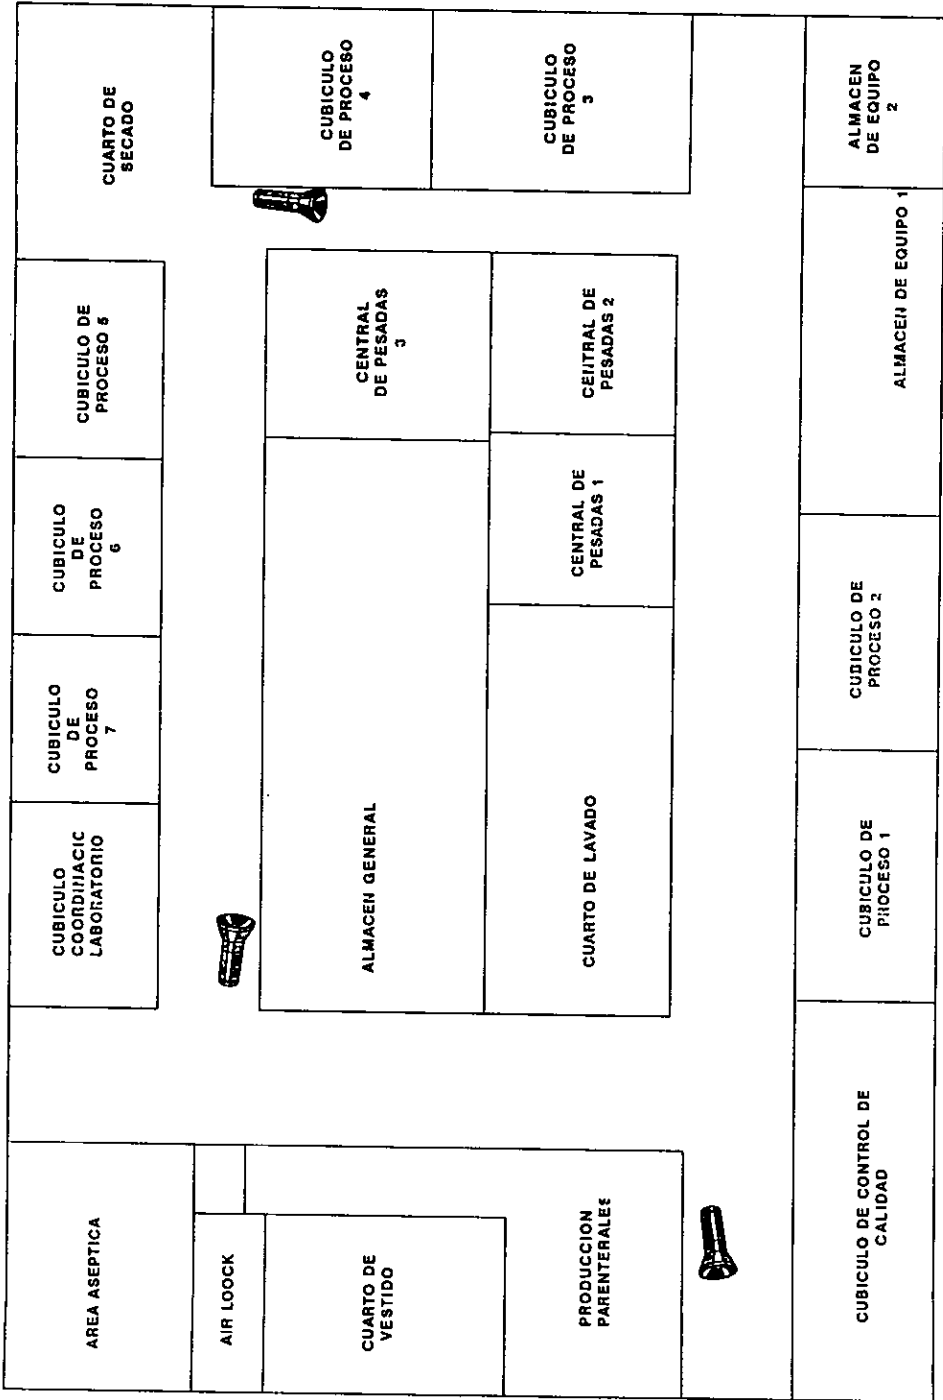 AREA ASEPTICA
CUBICULO
COORDINACIC
LABORATORIO
CUBICULO
DE
PROCESO
7
CUBICULO
DE
PROCESO
6
CUBICULO DE
PROCESO 5
CUARTO DE
SECADO
AIR LOOCK
CUARTO DE
VESTIDO
ALMACEN GENERAL
CENTRAL
DE PESADAS
3
CUBICULO
DE PROCESO
4
PRODUCCION
PARENTERALES
CUARTO DE LAVADO
CENTRAL DE
PESADAS 1
CENTRAL DE
PESADAS 2
CUBICULO
DE PROCESO
3
CUBICULO DE CONTROL DE
CALIDAD
CUBICULO DE
PROCESO 1
CUBICULO DE
PROCESO 2
ALMACEN DE EQUIPO 1
ALMACEN
DE EQUIPO
2